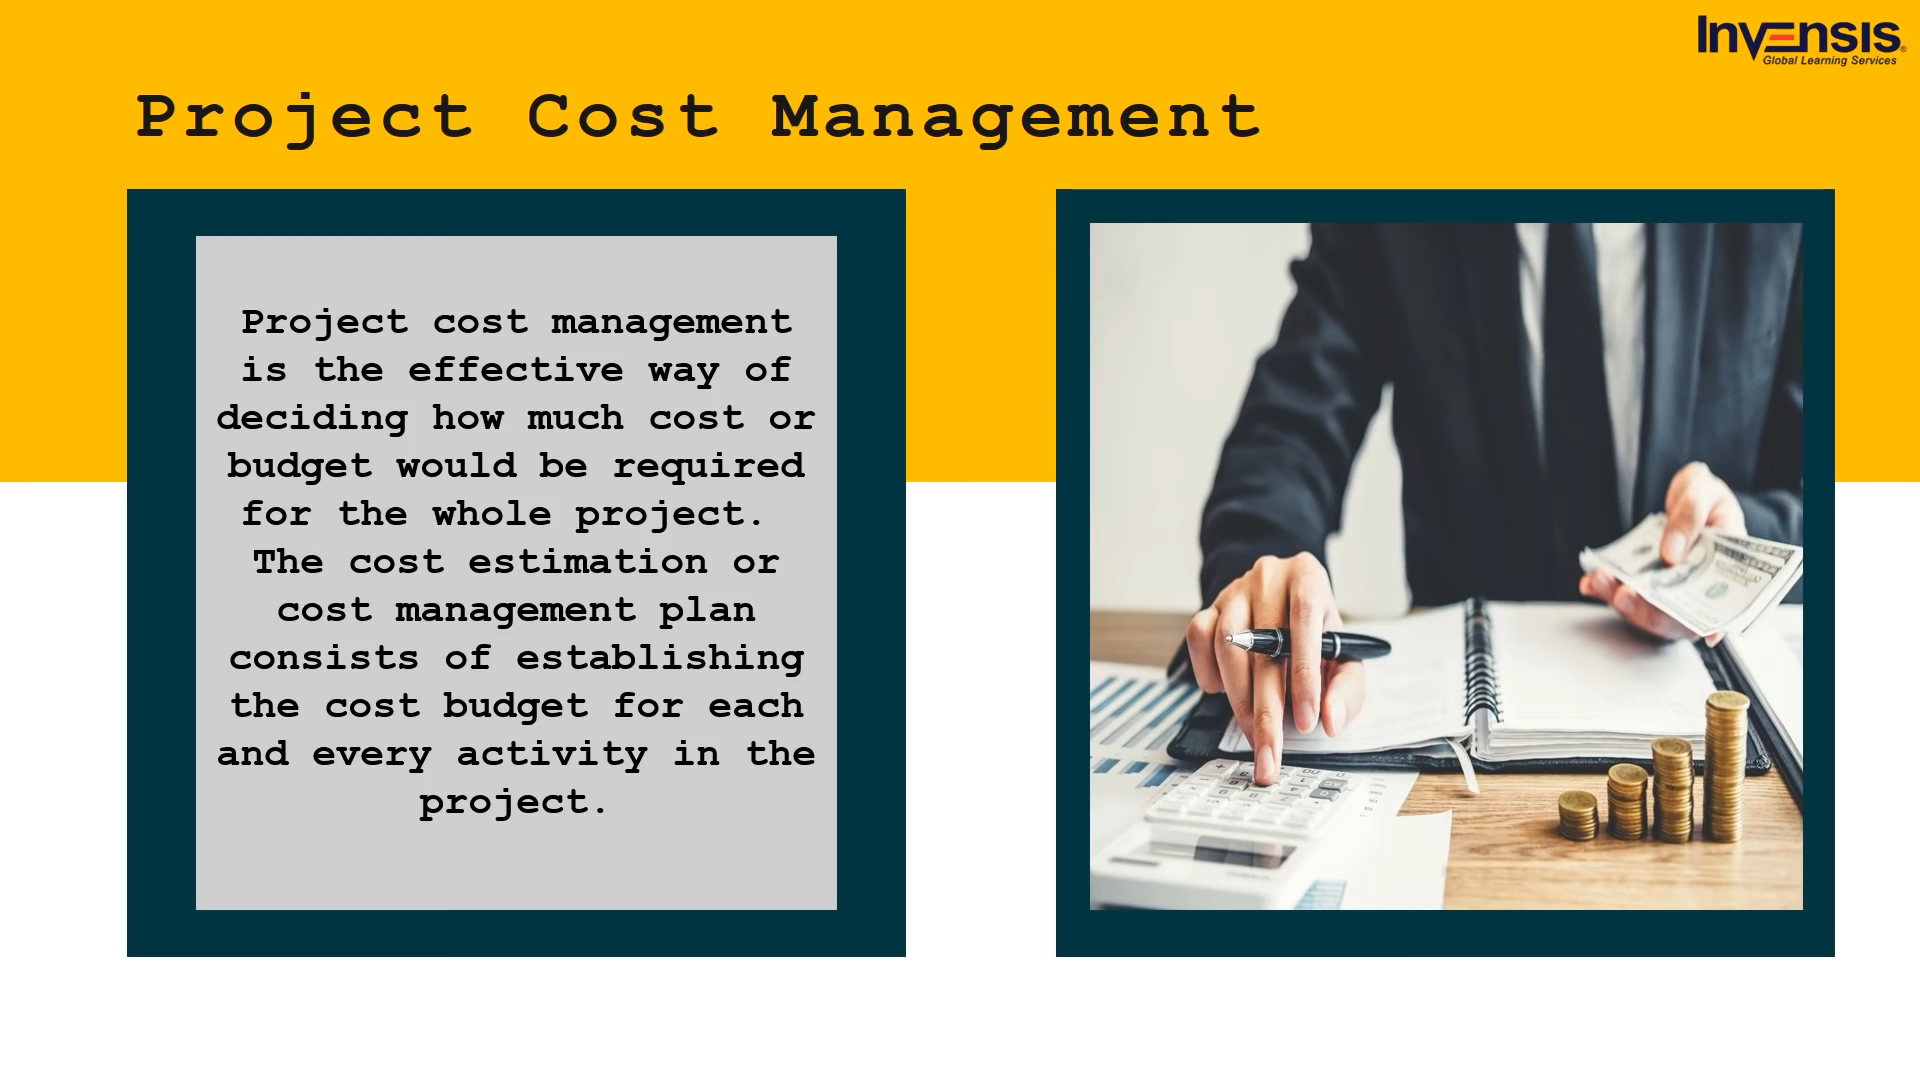 Invensis
Global Learning Services
Project Cost Management
Project cost management
is the effective way of
deciding how much cost or
budget would be required
for the whole project.
The cost estimation or
cost management plan
consists of establishing
the cost budget for each
and every activity in the
project.